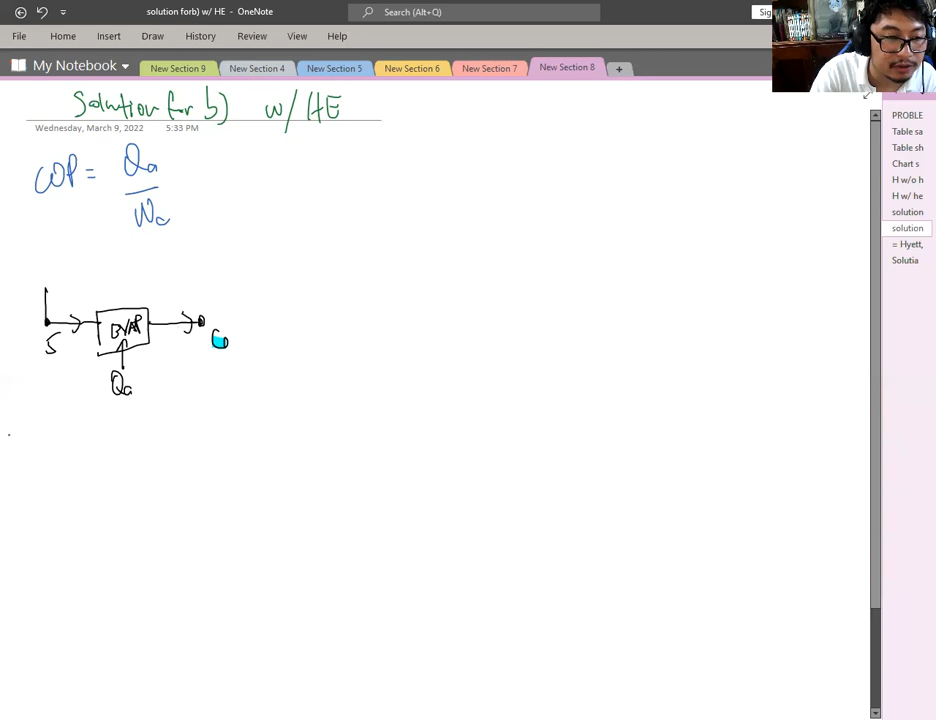 solution forb) w/ HE - OneNote
Search (Alt+Q)
File Home Insert Draw History Review View Help
My Notebook
New Section 9
New Section 4
New Section 5
New Section 6
New Section 7
New Section 8
Solution for b) w/ HE
Wednesday, March 9, 2022 5:33 PM
COP = Qa
Wc
5
EVAP
6
Qa
PROBLE
Table sa
Table sh
Chart s
H w/o h
H w/ he
solution
solution
= Hyett,
Solutia